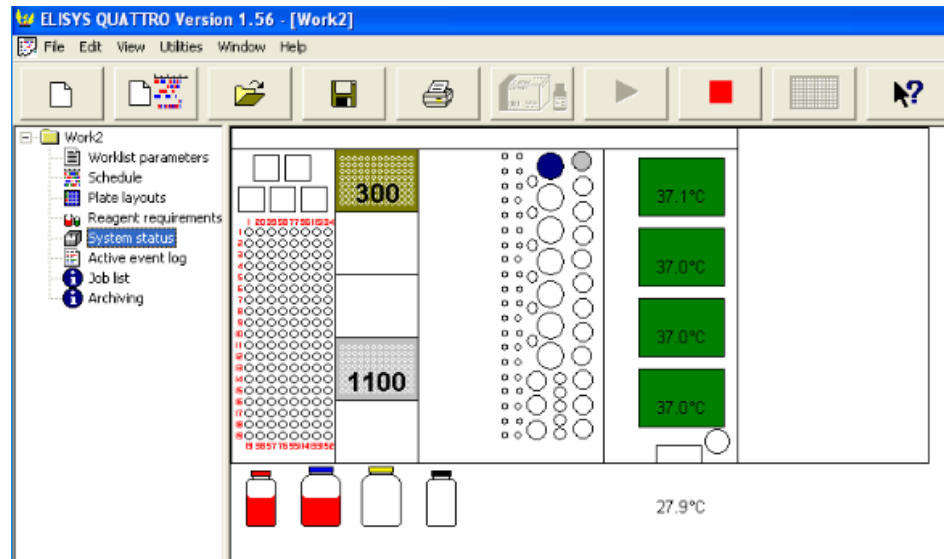 ELISYS QUATTRO Version 1.56 - [Work2]
File Edit View Utilities Window Help
Work2
Worklist parameters
Schedule
Plate layouts
Reagent requirements
System status
Active event log
Job list
Archiving
300
1100
37.1°C
37.0°C
37.0°C
37.0°C
27.9°C